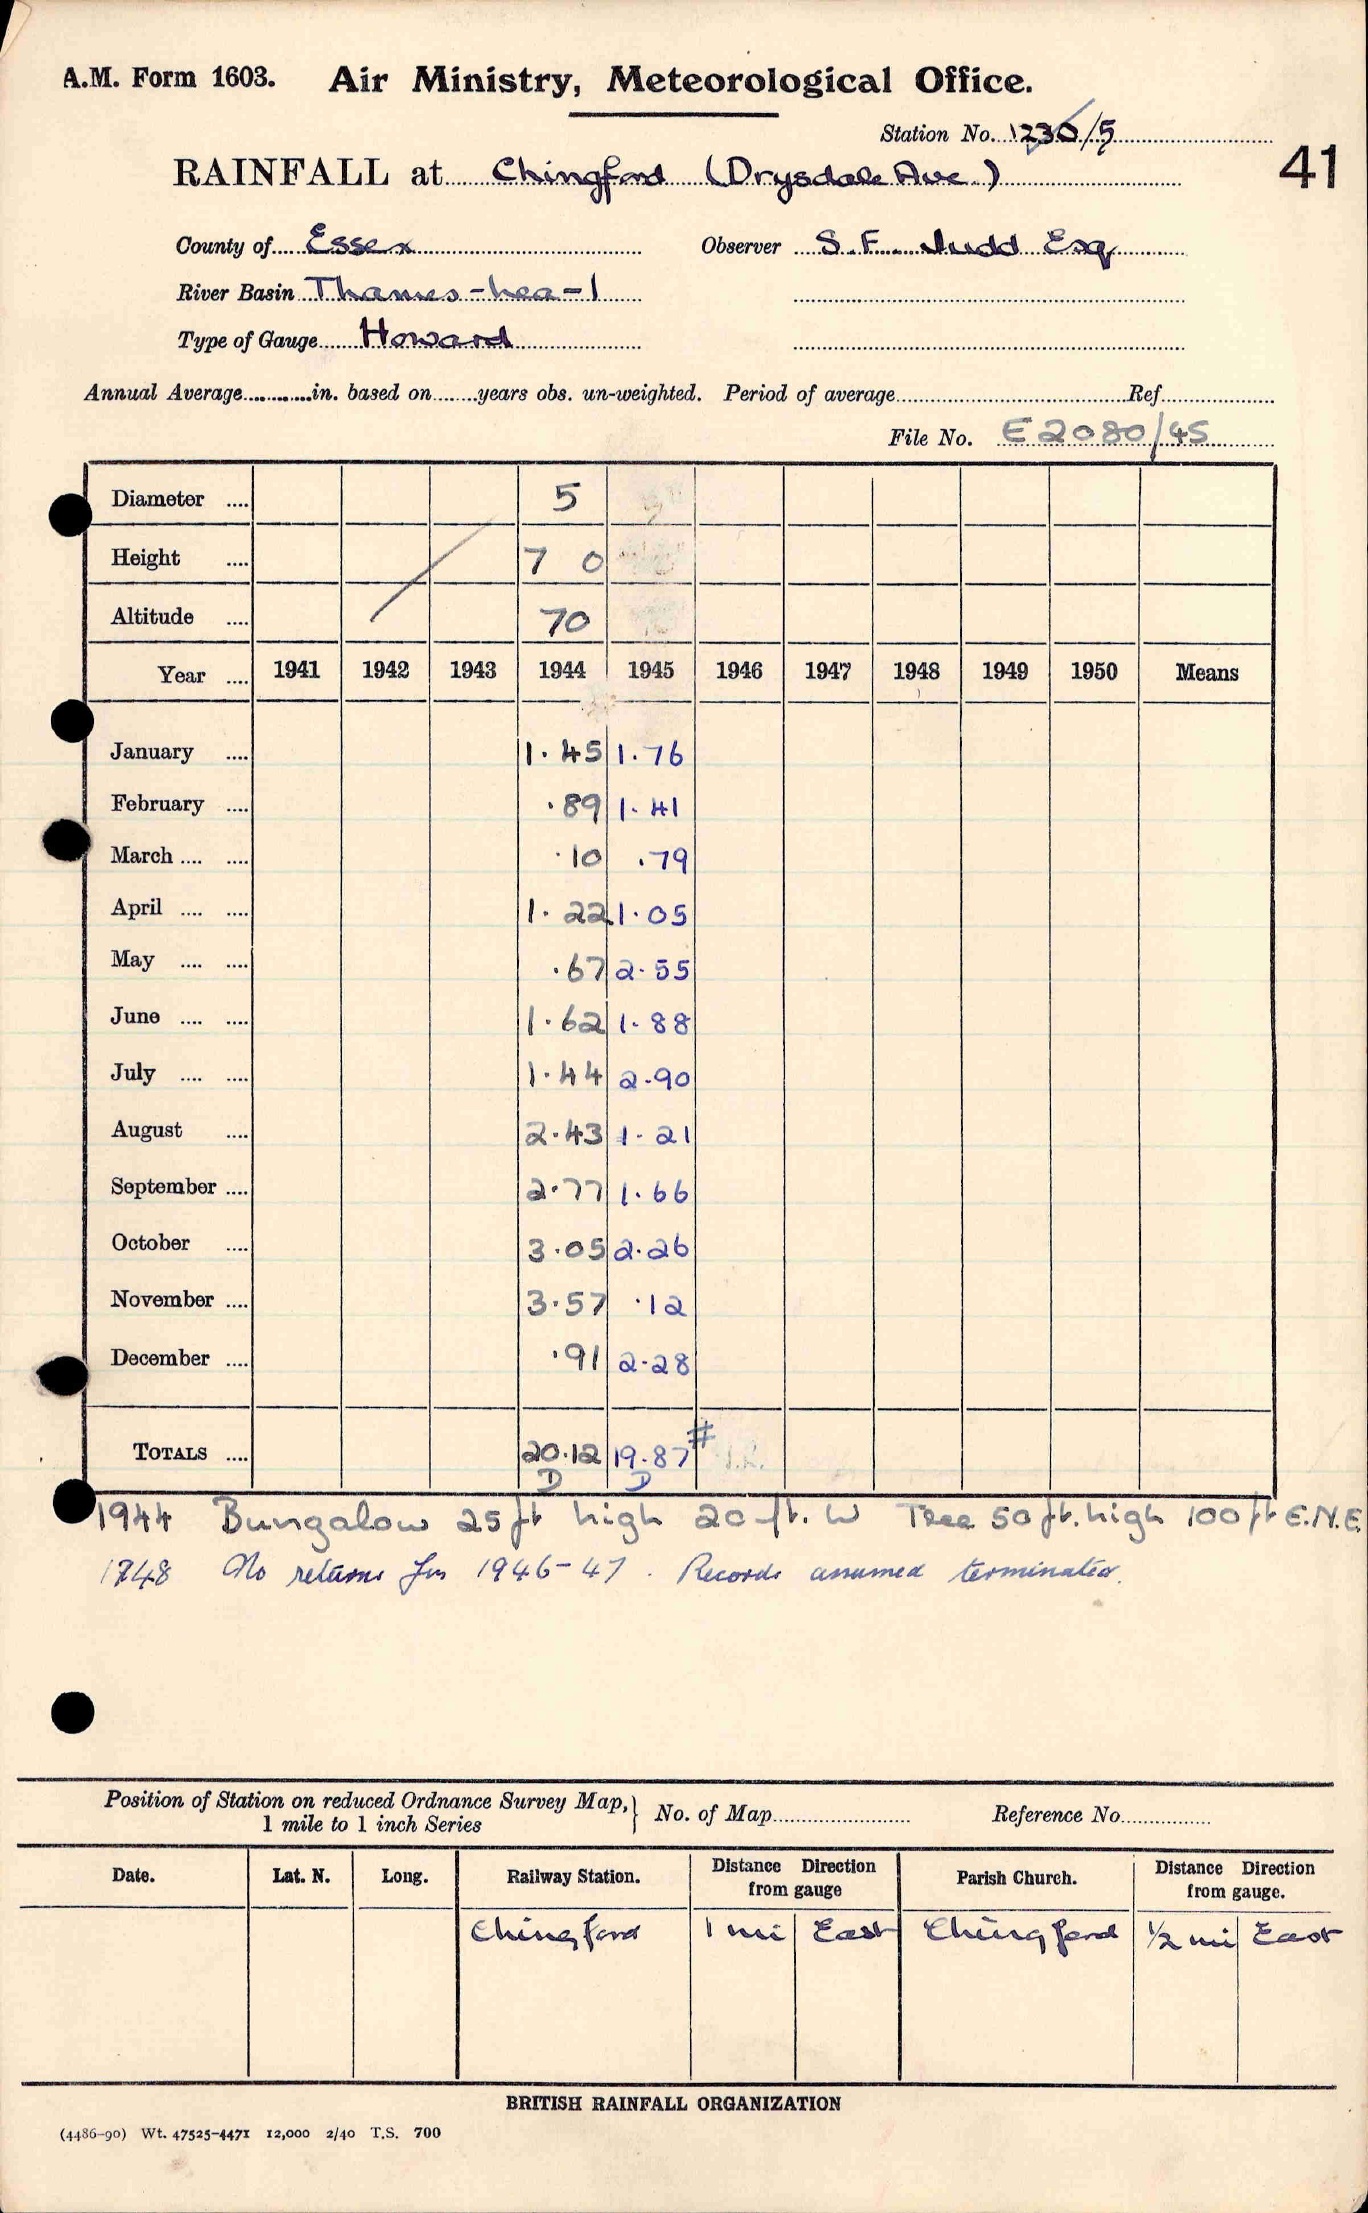 A.M. Form 1603. Air Ministry, Meteorological Office.
Station No. 1230/5
41
RAINFALL at Chingford (Drysdale Ave.)
County of Essex Observer S.F. Judd Esq
River Basin Thames-Lea-1
Type of Gauge Howard
Annual Average............in. based on.......years obs. un-weighted. Period of average.......... Ref..........
File No. E2080/45
Diameter .... 5
Height .... 7 0
Altitude .... 70
Year .... 1941 1942 1943 1944 1945 1946 1947 1948 1949 1950 Means
January .... 1.45 1.76
February .... .89 1.41
March .... .... .10 .79
April .... .... 1.22 1.05
May .... .... .67 2.55
June .... .... 1.62 1.88
July .... .... 1.44 2.90
August .... 2.43 1.21
September .... 2.77 1.66
October .... 3.05 2.26
November .... 3.57 .12
December .... .91 2.28
TOTALS .... 20.12 19.87 #
D D
1944 Bungalow 25 ft high 20 ft. W Tree 50 ft. high 100 ft E.N.E.
1948 No returns for 1946-47. Records assumed terminated.
Position of Station on reduced Ordnance Survey Map, } No. of Map.......... Reference No..........
1 mile to 1 inch Series
Date. Lat. N. Long. Railway Station. Distance Direction from gauge Parish Church. Distance Direction from gauge.
Chingford 1 mi East Chingford 1/2 mi East
BRITISH RAINFALL ORGANIZATION
(4486-90) Wt. 47525-4471 12,000 2/40 T.S. 700